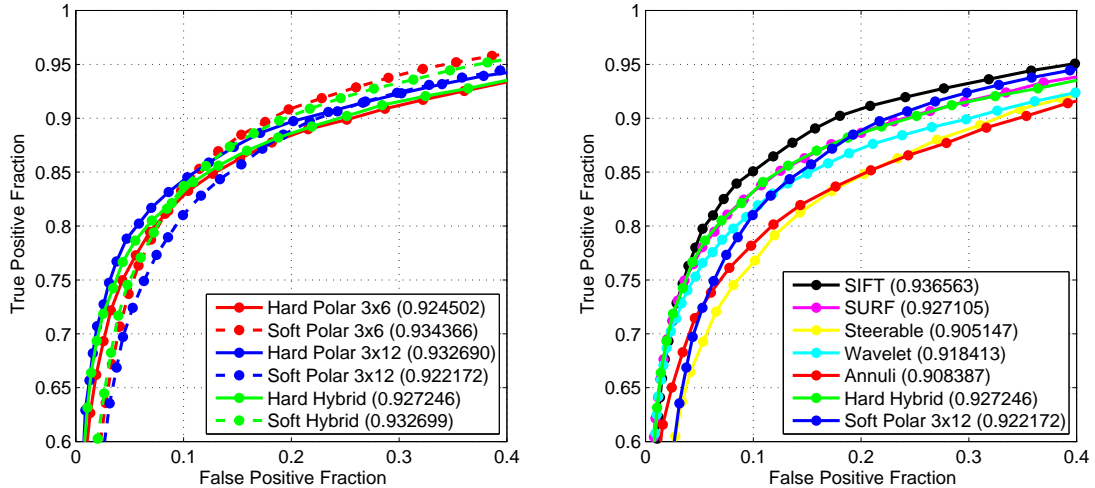 1
0.95
0.9
0.85
0.8
0.75
0.7
0.65
0.6
True Positive Fraction
0
0.1
0.2
0.3
0.4
False Positive Fraction
Hard Polar 3x6 (0.924502)
Soft Polar 3x6 (0.934366)
Hard Polar 3x12 (0.932690)
Soft Polar 3x12 (0.922172)
Hard Hybrid (0.927246)
Soft Hybrid (0.932699)
1
0.95
0.9
0.85
0.8
0.75
0.7
0.65
0.6
True Positive Fraction
0
0.1
0.2
0.3
0.4
False Positive Fraction
SIFT (0.936563)
SURF (0.927105)
Steerable (0.905147)
Wavelet (0.918413)
Annuli (0.908387)
Hard Hybrid (0.927246)
Soft Polar 3x12 (0.922172)